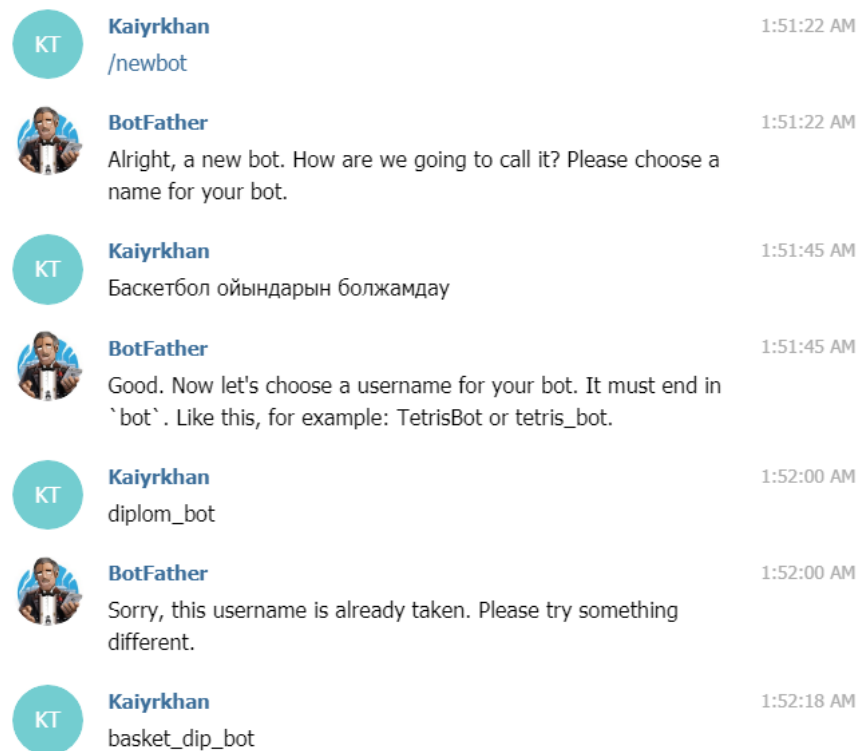 Kaiyrkhan 1:51:22 AM
KT
/newbot
BotFather 1:51:22 AM
Alright, a new bot. How are we going to call it? Please choose a
name for your bot.
Kaiyrkhan 1:51:45 AM
KT
Баскетбол ойындарын болжамдау
BotFather 1:51:45 AM
Good. Now let's choose a username for your bot. It must end in
`bot`. Like this, for example: TetrisBot or tetris_bot.
Kaiyrkhan 1:52:00 AM
KT
diplom_bot
BotFather 1:52:00 AM
Sorry, this username is already taken. Please try something
different.
Kaiyrkhan 1:52:18 AM
KT
basket_dip_bot